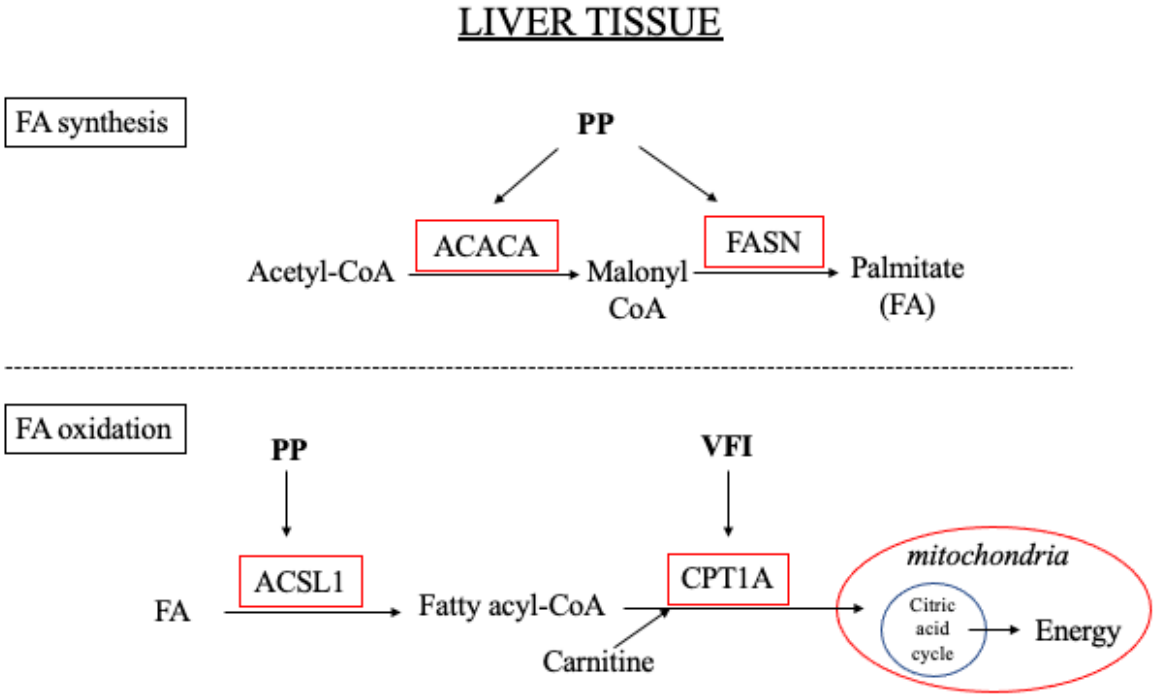 LIVER TISSUE
FA synthesis
PP
ACACA
FASN
Acetyl-CoA
Malonyl
CoA
Palmitate
(FA)
FA oxidation
PP
VFI
mitochondria
ACSL1
CPT1A
FA
Fatty acyl-CoA
Citric
acid
cycle
Energy
Carnitine